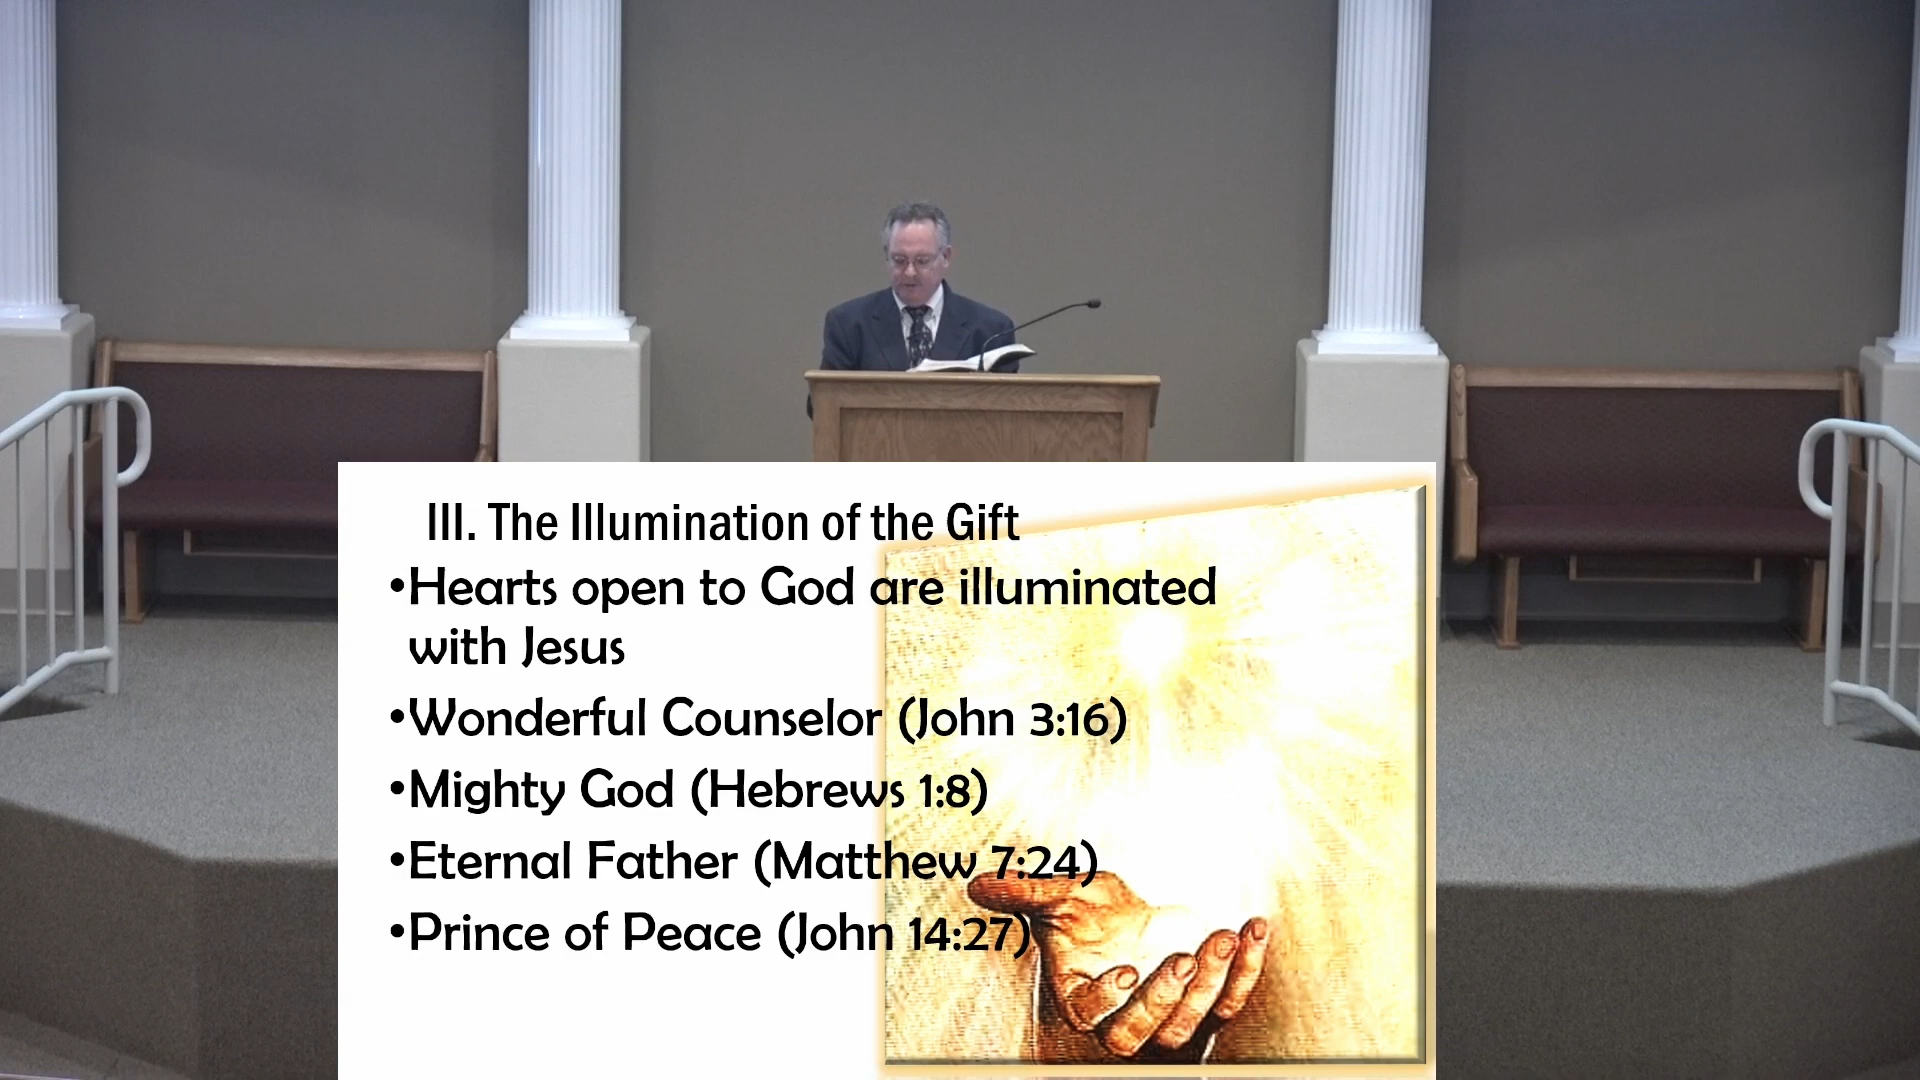 III. The Illumination of the Gift
•Hearts open to God are illuminated
with Jesus
•Wonderful Counselor (John 3:16)
•Mighty God (Hebrews 1:8)
•Eternal Father (Matthew 7:24)
•Prince of Peace (John 14:27)